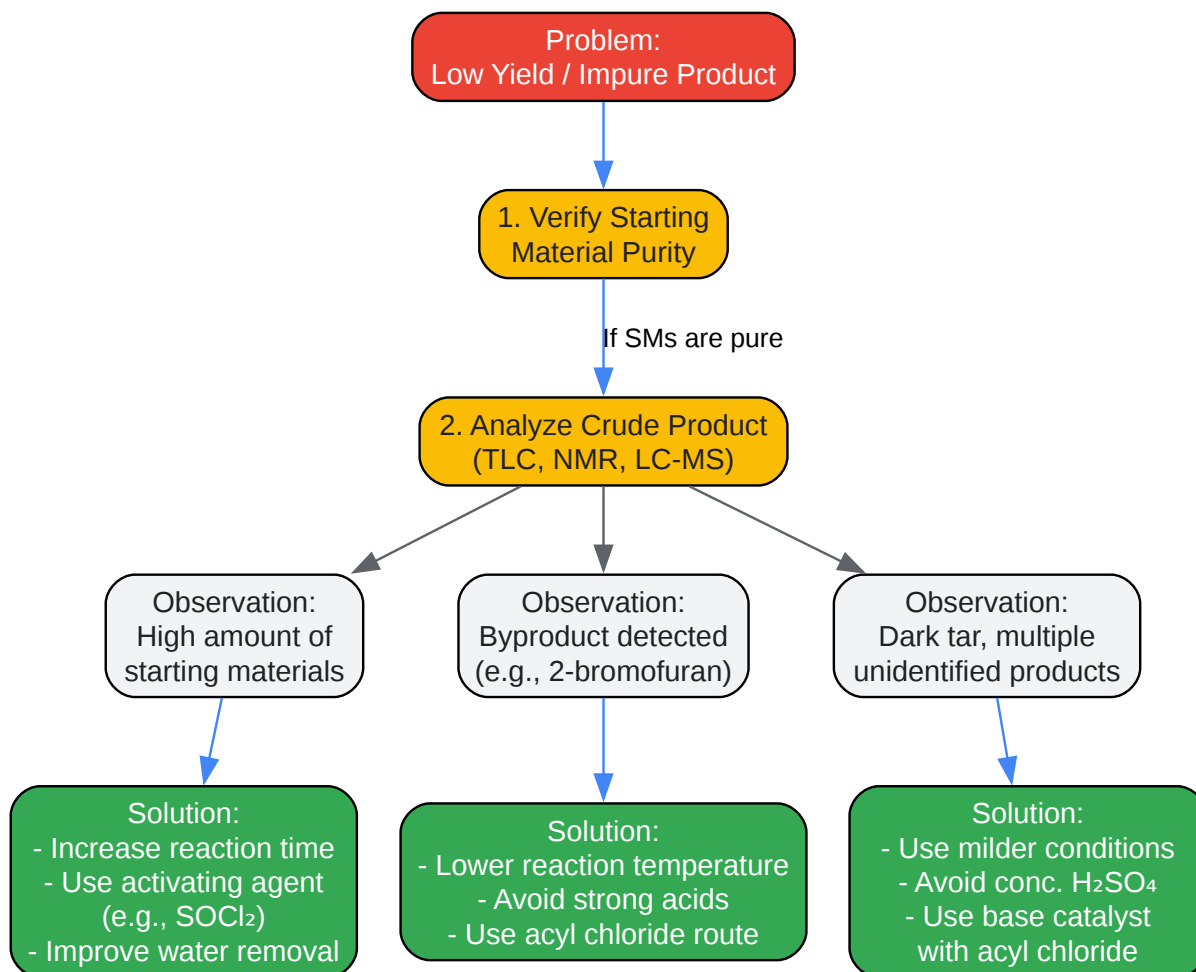 Problem:
Low Yield / Impure Product
1. Verify Starting
Material Purity
If SMs are pure
2. Analyze Crude Product
(TLC, NMR, LC-MS)
Observation:
High amount of
starting materials
Observation:
Byproduct detected
(e.g., 2-bromofuran)
Observation:
Dark tar, multiple
unidentified products
Solution:
- Increase reaction time
- Use activating agent
(e.g., SOCl₂)
- Improve water removal
Solution:
- Lower reaction temperature
- Avoid strong acids
- Use acyl chloride route
Solution:
- Use milder conditions
- Avoid conc. H₂SO₄
- Use base catalyst
with acyl chloride